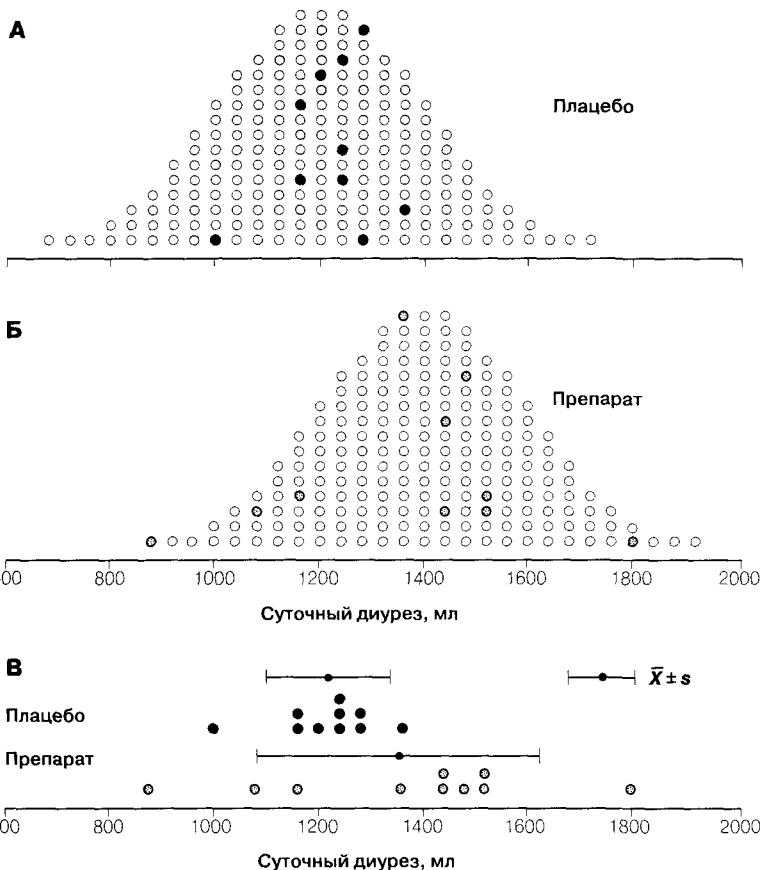 А
Плацебо
Б
Препарат
00 800 1000 1200 1400 1600 1800 2000
Суточный диурез, мл
В
X̄ ± s
Плацебо
Препарат
00 800 1000 1200 1400 1600 1800 2000
Суточный диурез, мл